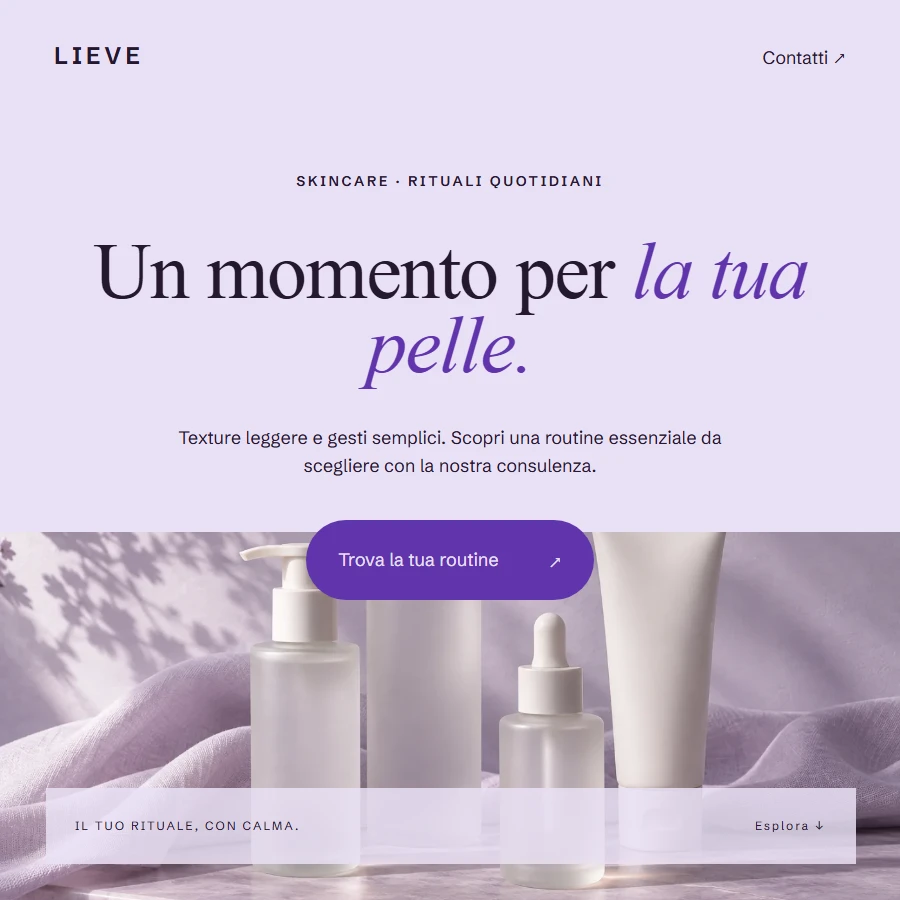 LIEVE
Contatti ↗
SKINCARE · RITUALI QUOTIDIANI
Un momento per la tua
pelle.
Texture leggere e gesti semplici. Scopri una routine essenziale da
scegliere con la nostra consulenza.
Trova la tua routine ↗
IL TUO RITUALE, CON CALMA.
Esplora ↓